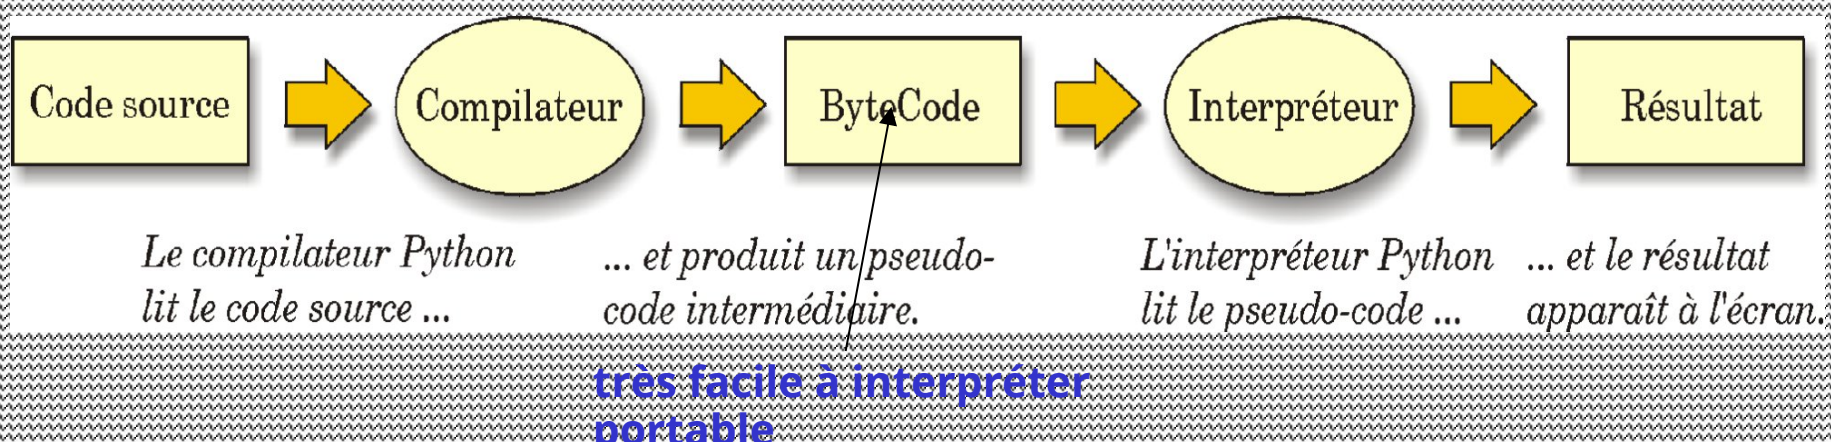 Code source
Compilateur
ByteCode
Interpréteur
Résultat
Le compilateur Python
lit le code source ...
... et produit un pseudo-
code intermédiaire.
L'interpréteur Python
lit le pseudo-code ...
... et le résultat
apparaît à l'écran.
très facile à interpréter
portable